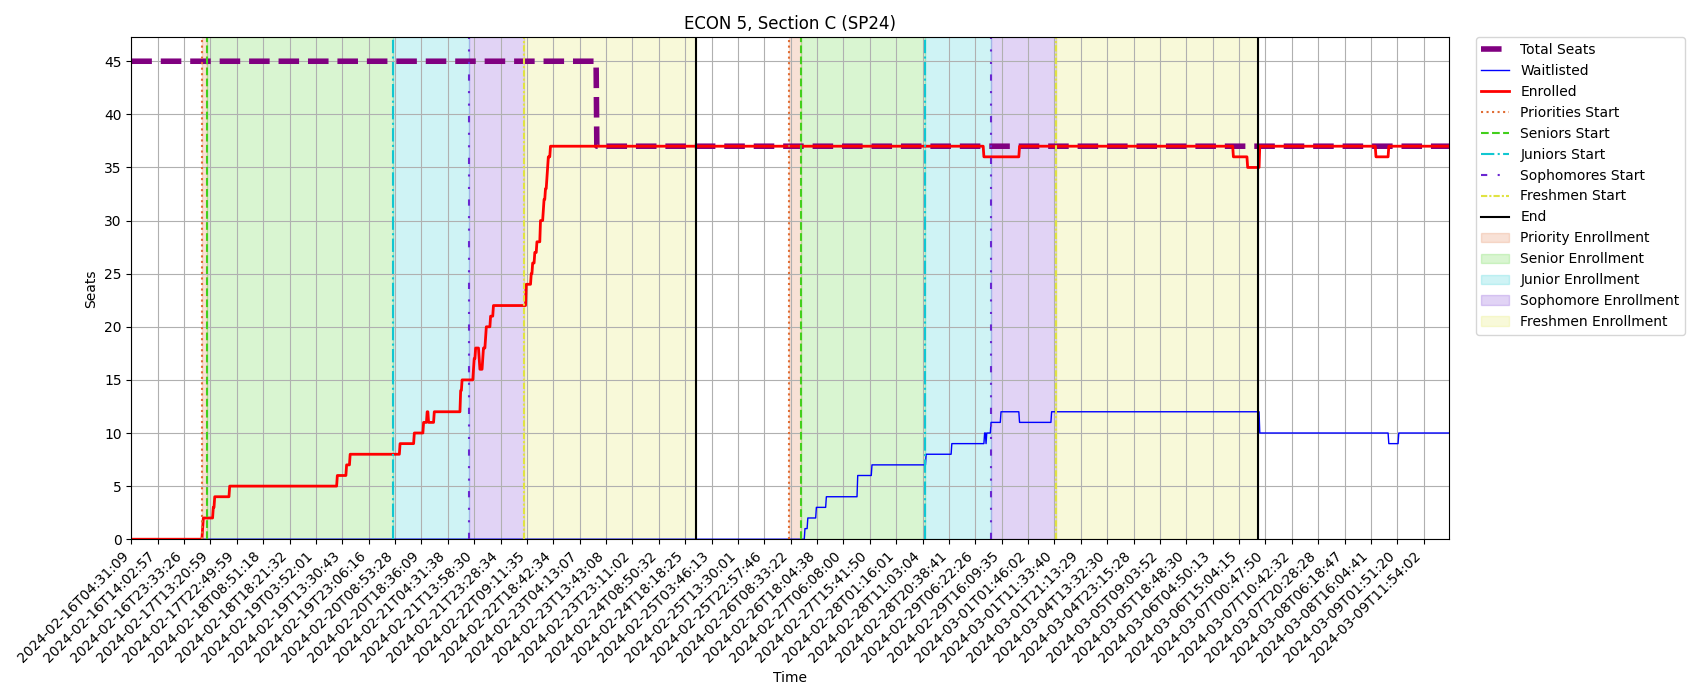 ECON 5, Section C (SP24)
Seats
45
40
35
30
25
20
15
10
5
0
2024-02-16T04:31:09
2024-02-16T14:02:57
2024-02-16T23:33:26
2024-02-17T13:20:59
2024-02-17T22:49:59
2024-02-18T08:51:18
2024-02-18T18:21:32
2024-02-19T03:52:01
2024-02-19T13:30:43
2024-02-19T23:06:16
2024-02-20T08:53:28
2024-02-20T18:36:09
2024-02-21T04:31:38
2024-02-21T13:58:30
2024-02-21T23:28:34
2024-02-22T09:11:35
2024-02-22T18:42:34
2024-02-23T04:13:07
2024-02-23T13:43:08
2024-02-23T23:11:02
2024-02-24T08:50:32
2024-02-24T18:18:25
2024-02-25T03:46:13
2024-02-25T13:30:01
2024-02-25T22:57:46
2024-02-26T08:33:22
2024-02-26T18:04:38
2024-02-27T06:08:00
2024-02-27T15:41:50
2024-02-28T01:16:01
2024-02-28T11:03:04
2024-02-28T20:38:41
2024-02-29T06:22:26
2024-02-29T16:09:35
2024-03-01T01:46:02
2024-03-01T11:33:40
2024-03-01T21:13:29
2024-03-04T13:32:30
2024-03-04T23:15:28
2024-03-05T09:03:52
2024-03-05T18:48:30
2024-03-06T04:50:13
2024-03-06T15:04:15
2024-03-07T00:47:50
2024-03-07T10:42:32
2024-03-07T20:28:28
2024-03-08T06:18:47
2024-03-08T16:04:41
2024-03-09T01:51:20
2024-03-09T11:54:02
Time
Total Seats
Waitlisted
Enrolled
Priorities Start
Seniors Start
Juniors Start
Sophomores Start
Freshmen Start
End
Priority Enrollment
Senior Enrollment
Junior Enrollment
Sophomore Enrollment
Freshmen Enrollment